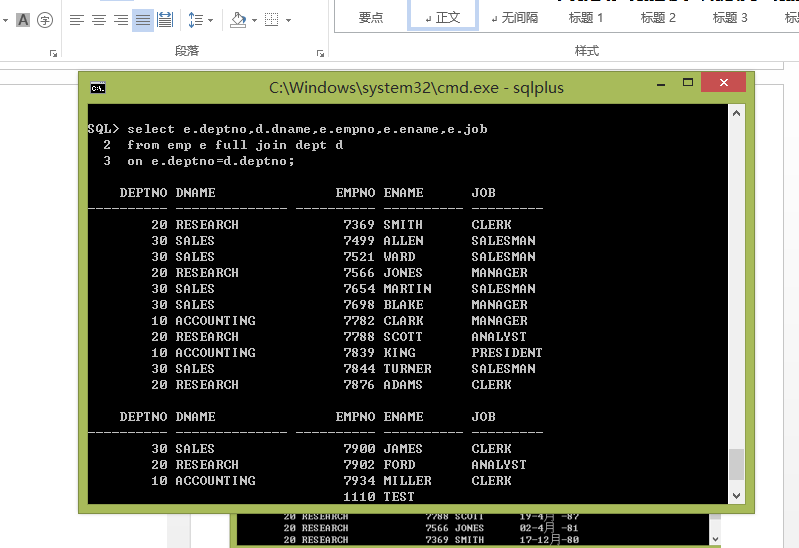 要点
↲ 正文
↲ 无间隔
标题 1
标题 2
标题 3
段落
样式
C:\Windows\system32\cmd.exe - sqlplus
SQL> select e.deptno,d.dname,e.empno,e.ename,e.job
2 from emp e full join dept d
3 on e.deptno=d.deptno;
DEPTNO DNAME EMPNO ENAME JOB
---------- -------------- ---------- ---------- ---------
20 RESEARCH 7369 SMITH CLERK
30 SALES 7499 ALLEN SALESMAN
30 SALES 7521 WARD SALESMAN
20 RESEARCH 7566 JONES MANAGER
30 SALES 7654 MARTIN SALESMAN
30 SALES 7698 BLAKE MANAGER
10 ACCOUNTING 7782 CLARK MANAGER
20 RESEARCH 7788 SCOTT ANALYST
10 ACCOUNTING 7839 KING PRESIDENT
30 SALES 7844 TURNER SALESMAN
20 RESEARCH 7876 ADAMS CLERK
DEPTNO DNAME EMPNO ENAME JOB
---------- -------------- ---------- ---------- ---------
30 SALES 7900 JAMES CLERK
20 RESEARCH 7902 FORD ANALYST
10 ACCOUNTING 7934 MILLER CLERK
1110 TEST
20 RESEARCH 7788 SCOTT 19-4月 -87
20 RESEARCH 7566 JONES 02-4月 -81
20 RESEARCH 7369 SMITH 17-12月-80